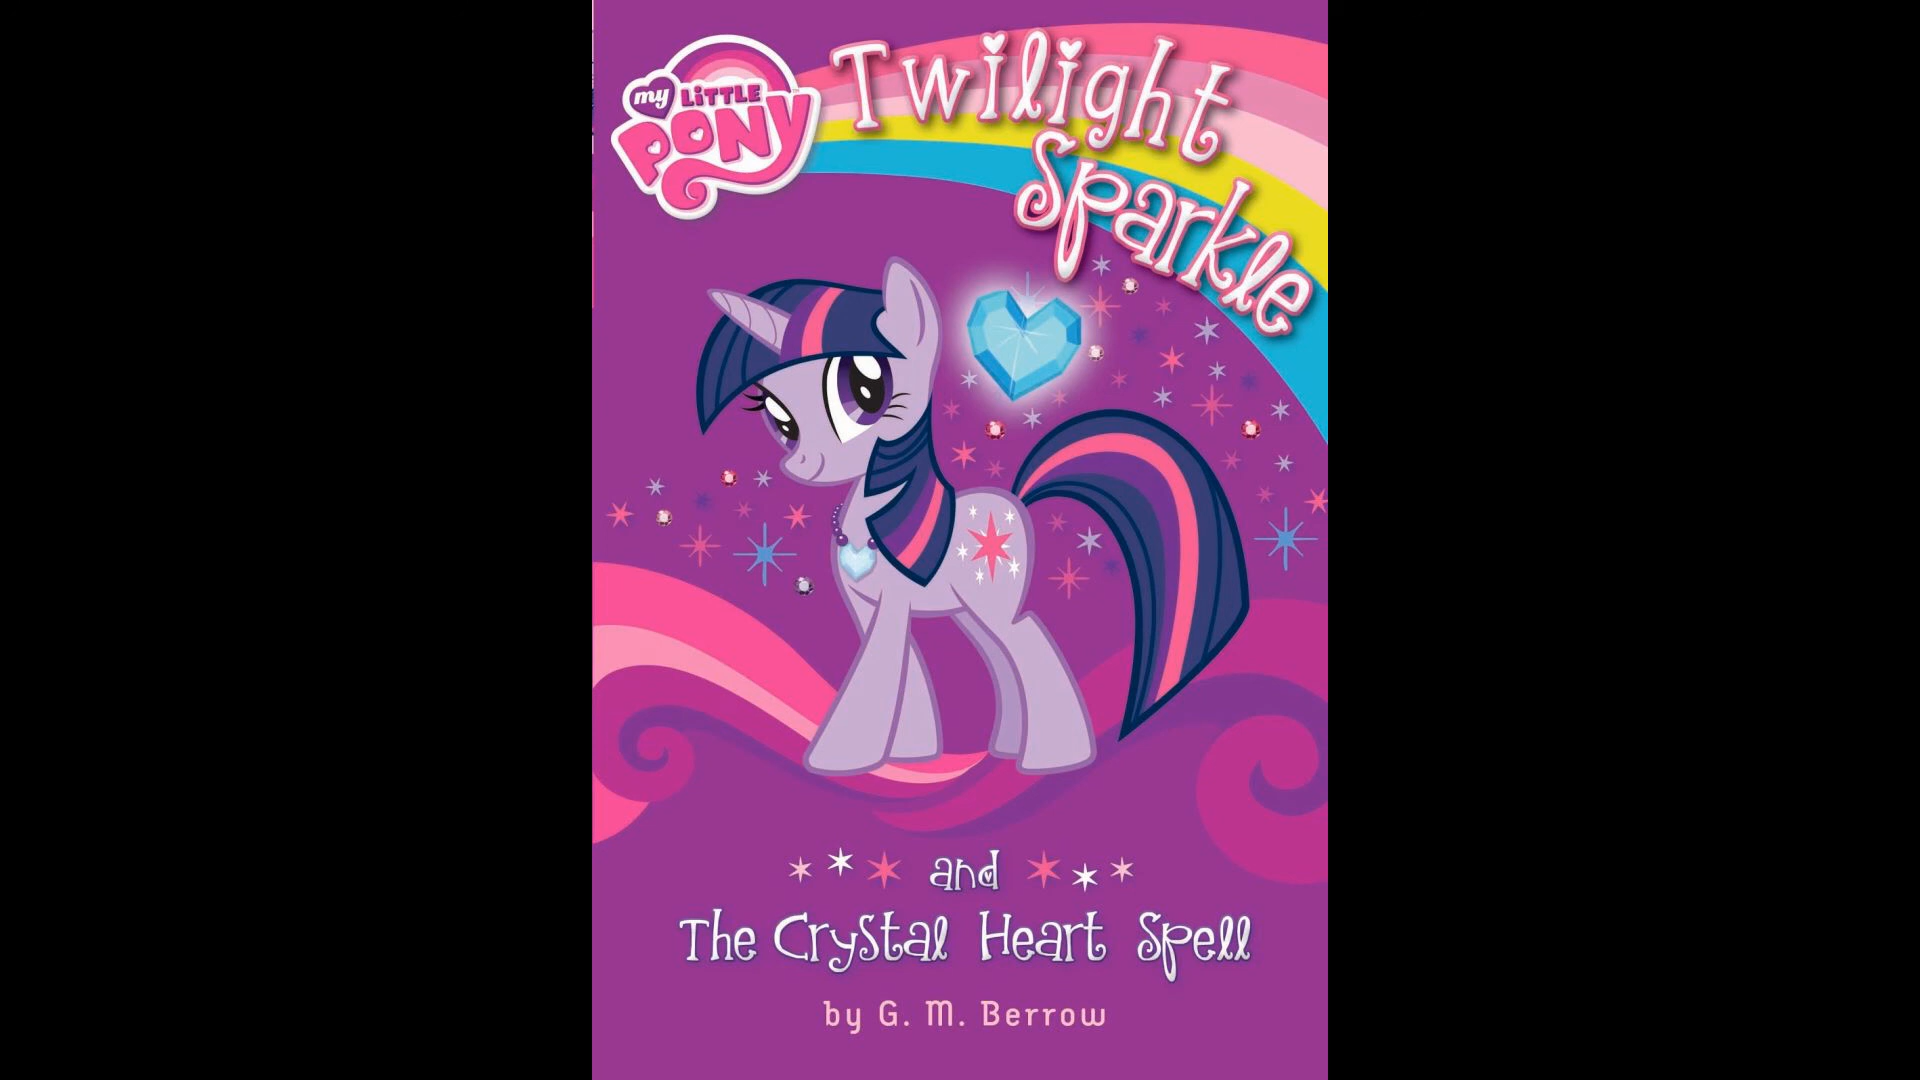 my LiTTLE
PONY
Twilight
Sparkle
and
The Crystal Heart Spell
by G. M. Berrow